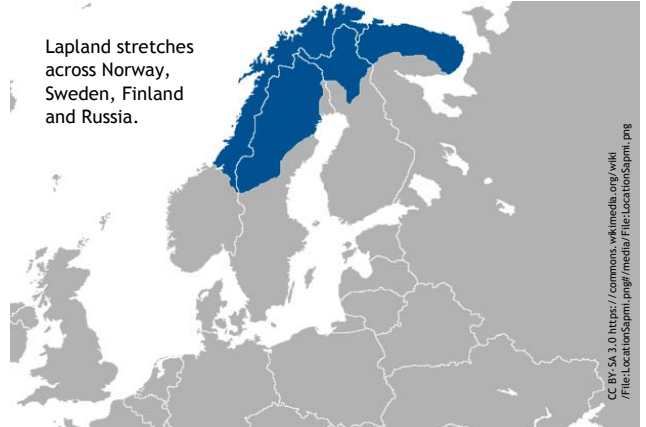 Lapland stretches
across Norway,
Sweden, Finland
and Russia.
CC BY-SA 3.0 https://commons.wikimedia.org/wiki
/File:LocationSapmi.png#/media/File:LocationSapmi.png